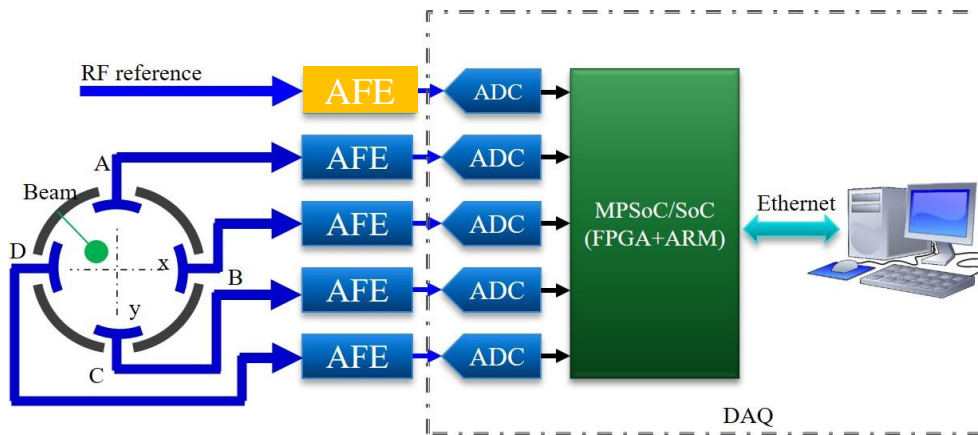 RF reference
AFE
ADC
A
AFE
ADC
Beam
MPSoC/SoC
(FPGA+ARM)
Ethernet
D
x
B
AFE
ADC
y
AFE
ADC
C
AFE
ADC
DAQ